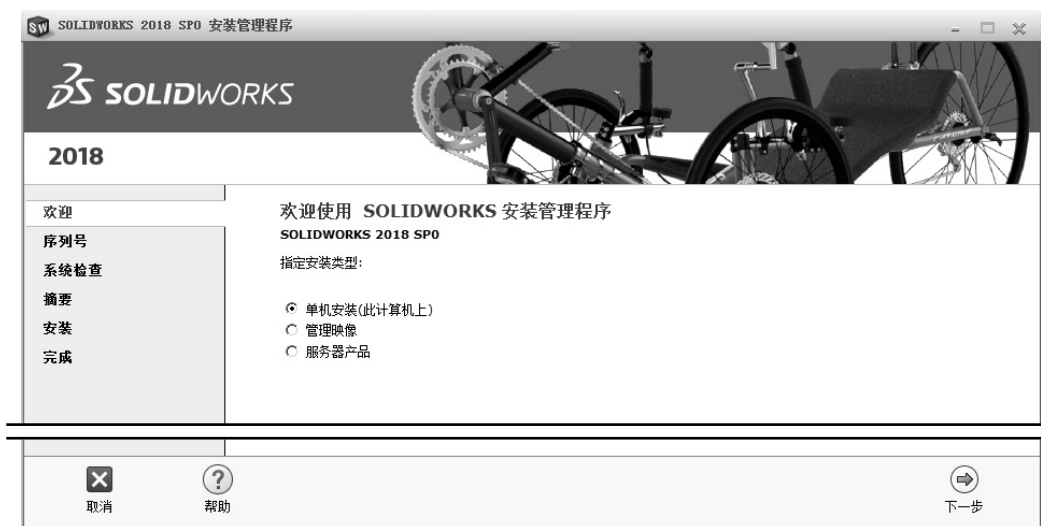 SOLIDWORKS 2018 SP0 安装管理程序
SOLIDWORKS
2018
欢迎
序列号
系统检查
摘要
安装
完成
欢迎使用 SOLIDWORKS 安装管理程序
SOLIDWORKS 2018 SP0
指定安装类型:
单机安装(此计算机上)
管理映像
服务器产品
取消
帮助
下一步